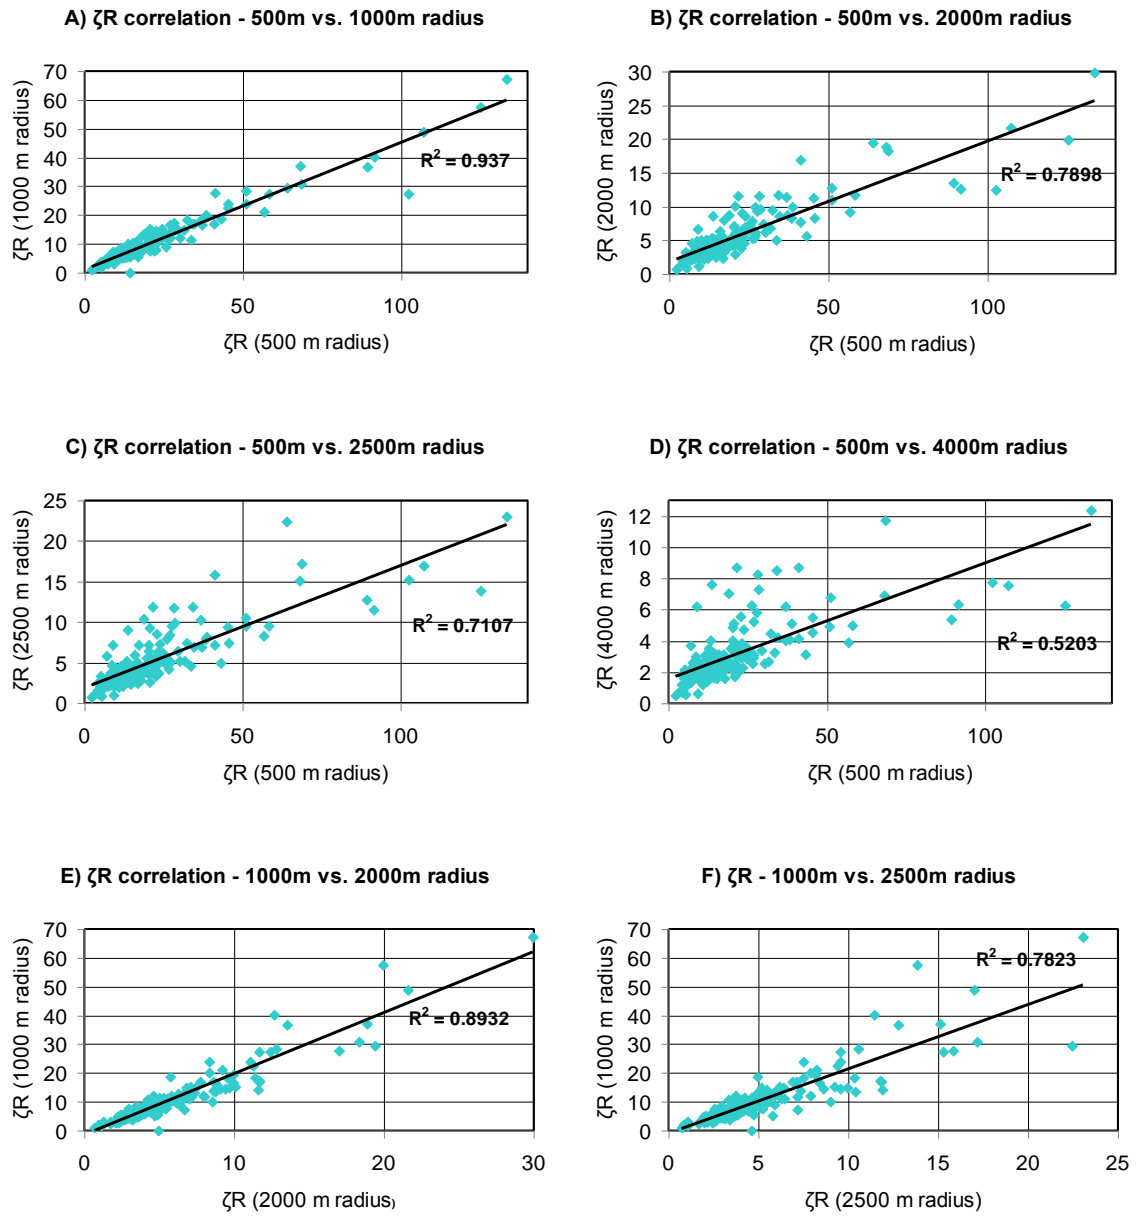 A) ζR correlation - 500m vs. 1000m radius
70
60
50
40
30
20
10
0
ζR (1000 m radius)
R² = 0.937
0 50 100
ζR (500 m radius)
B) ζR correlation - 500m vs. 2000m radius
30
25
20
15
10
5
0
ζR (2000 m radius)
R² = 0.7898
0 50 100
ζR (500 m radius)
C) ζR correlation - 500m vs. 2500m radius
25
20
15
10
5
0
ζR (2500 m radius)
R² = 0.7107
0 50 100
ζR (500 m radius)
D) ζR correlation - 500m vs. 4000m radius
12
10
8
6
4
2
0
ζR (4000 m radius)
R² = 0.5203
0 50 100
ζR (500 m radius)
E) ζR correlation - 1000m vs. 2000m radius
70
60
50
40
30
20
10
0
ζR (1000 m radius)
R² = 0.8932
0 10 20 30
ζR (2000 m radius)
F) ζR - 1000m vs. 2500m radius
70
60
50
40
30
20
10
0
ζR (1000 m radius)
R² = 0.7823
0 5 10 15 20 25
ζR (2500 m radius)